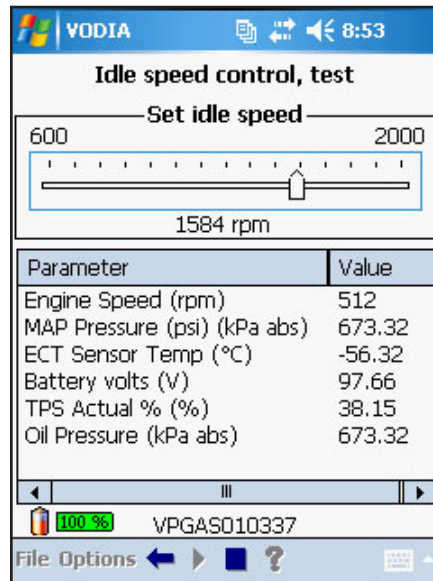 VODIA 8:53
Idle speed control, test
Set idle speed
600 2000
1584 rpm
Parameter Value
Engine Speed (rpm) 512
MAP Pressure (psi) (kPa abs) 673.32
ECT Sensor Temp (°C) -56.32
Battery volts (V) 97.66
TPS Actual % (%) 38.15
Oil Pressure (kPa abs) 673.32
100 % VPGAS010337
File Options ?